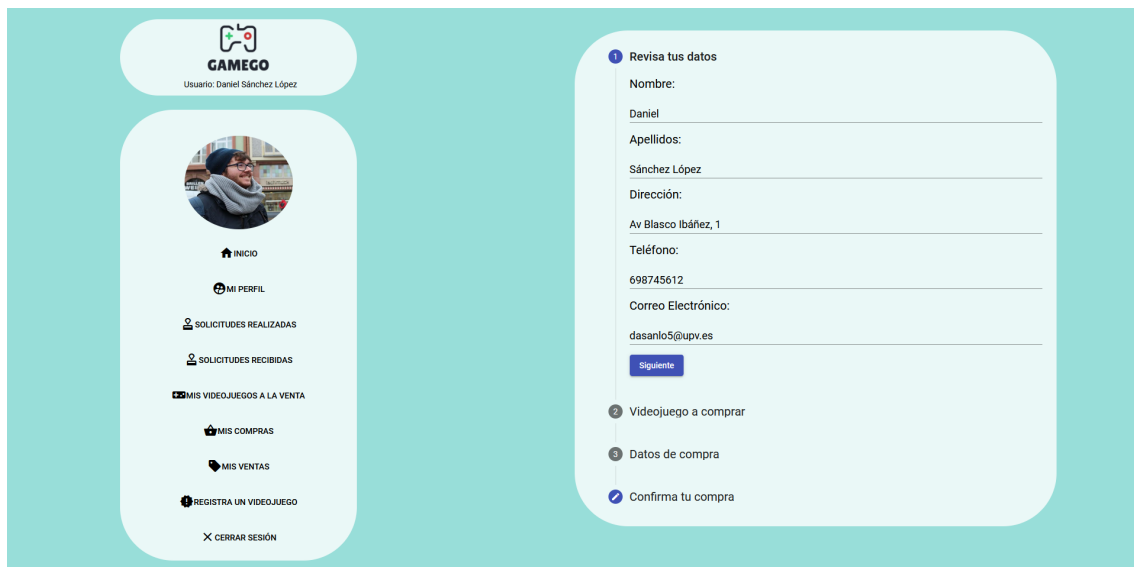 GAMEGO
Usuario: Daniel Sánchez López
INICIO
MI PERFIL
SOLICITUDES REALIZADAS
SOLICITUDES RECIBIDAS
MIS VIDEOJUEGOS A LA VENTA
MIS COMPRAS
MIS VENTAS
REGISTRA UN VIDEOJUEGO
CERRAR SESIÓN
1 Revisa tus datos
Nombre:
Daniel
Apellidos:
Sánchez López
Dirección:
Av Blasco Ibáñez, 1
Teléfono:
698745612
Correo Electrónico:
dasanlo5@upv.es
Siguiente
2 Videojuego a comprar
3 Datos de compra
Confirma tu compra